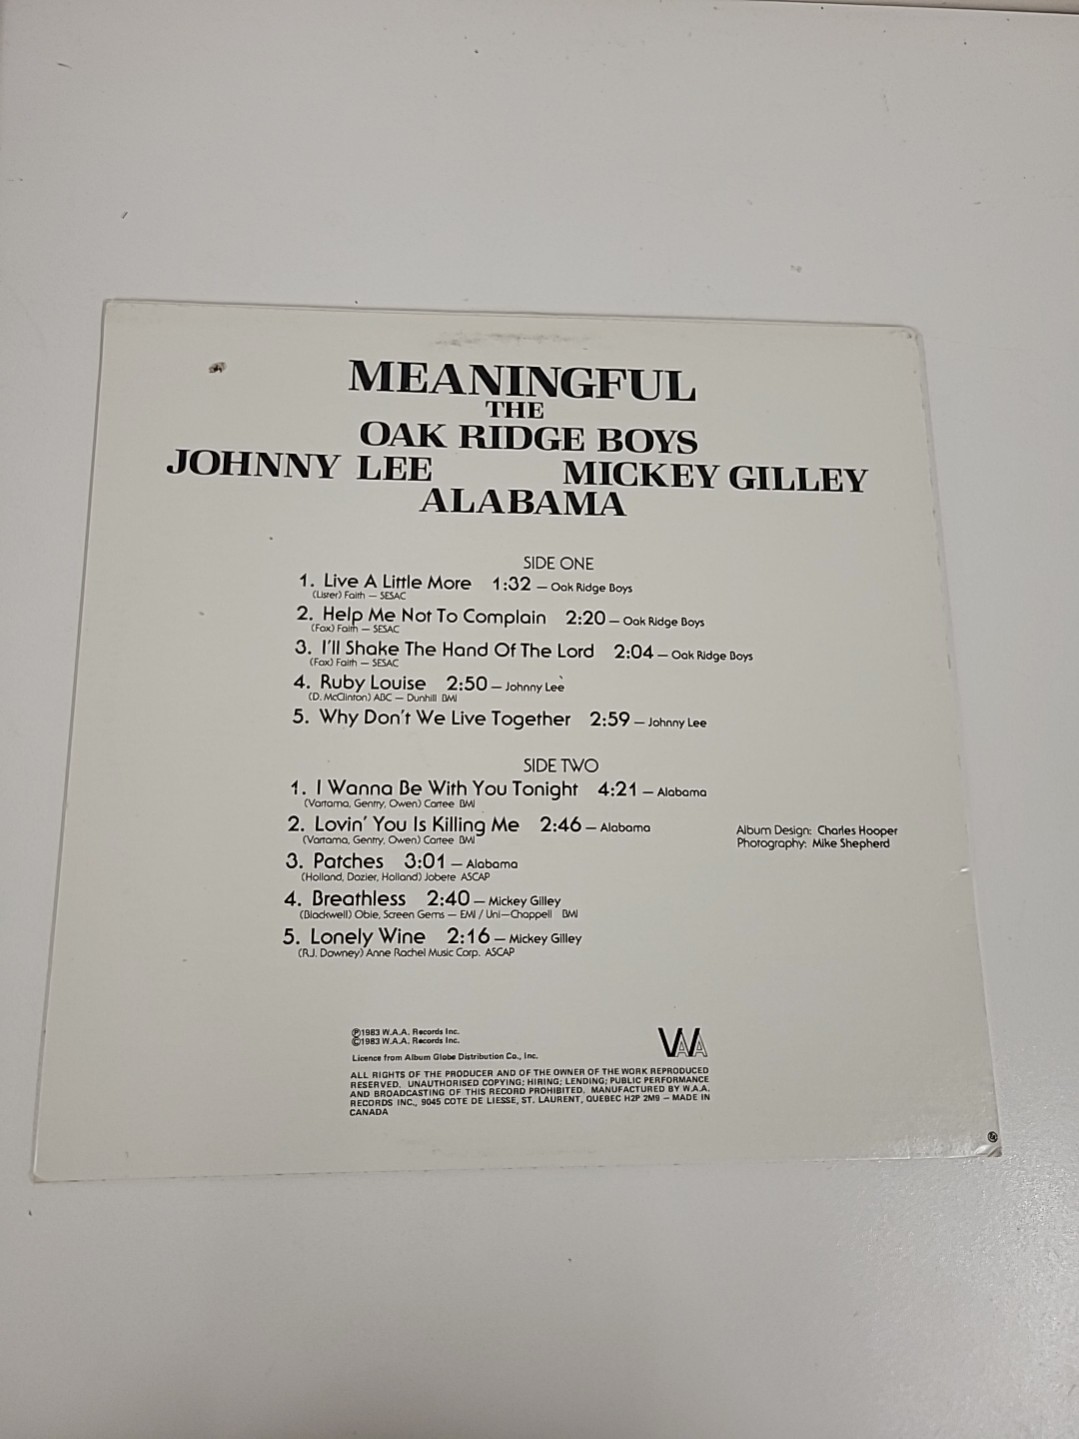 MEANINGFUL
THE
OAK RIDGE BOYS
JOHNNY LEE MICKEY GILLEY
ALABAMA
SIDE ONE
1. Live A Little More 1:32 — Oak Ridge Boys
(Lister) Faith — SESAC
2. Help Me Not To Complain 2:20 — Oak Ridge Boys
(Fox) Faith — SESAC
3. I'll Shake The Hand Of The Lord 2:04 — Oak Ridge Boys
(Fox) Faith — SESAC
4. Ruby Louise 2:50 — Johnny Lee
(D. McClinton) ABC — Dunhill BMI
5. Why Don't We Live Together 2:59 — Johnny Lee
SIDE TWO
1. I Wanna Be With You Tonight 4:21 — Alabama
(Vartama, Gentry, Owen) Cartee BMI
2. Lovin' You Is Killing Me 2:46 — Alabama
(Vartama, Gentry, Owen) Cartee BMI
Album Design: Charles Hooper
Photography: Mike Shepherd
3. Patches 3:01 — Alabama
(Holland, Dozier, Holland) Jobete ASCAP
4. Breathless 2:40 — Mickey Gilley
(Blackwell) Obie, Screen Gems — EMI / Uni—Chappell BMI
5. Lonely Wine 2:16 — Mickey Gilley
(R.J. Downey) Anne Rachel Music Corp. ASCAP
℗1983 W.A.A. Records Inc.
©1983 W.A.A. Records Inc.
WAA
Licence from Album Globe Distribution Co., Inc.
ALL RIGHTS OF THE PRODUCER AND OF THE OWNER OF THE WORK REPRODUCED
RESERVED. UNAUTHORISED COPYING; HIRING; LENDING; PUBLIC PERFORMANCE
AND BROADCASTING OF THIS RECORD PROHIBITED. MANUFACTURED BY W.A.A.
RECORDS INC., 9045 COTE DE LIESSE, ST. LAURENT, QUEBEC H2P 2M9 — MADE IN
CANADA